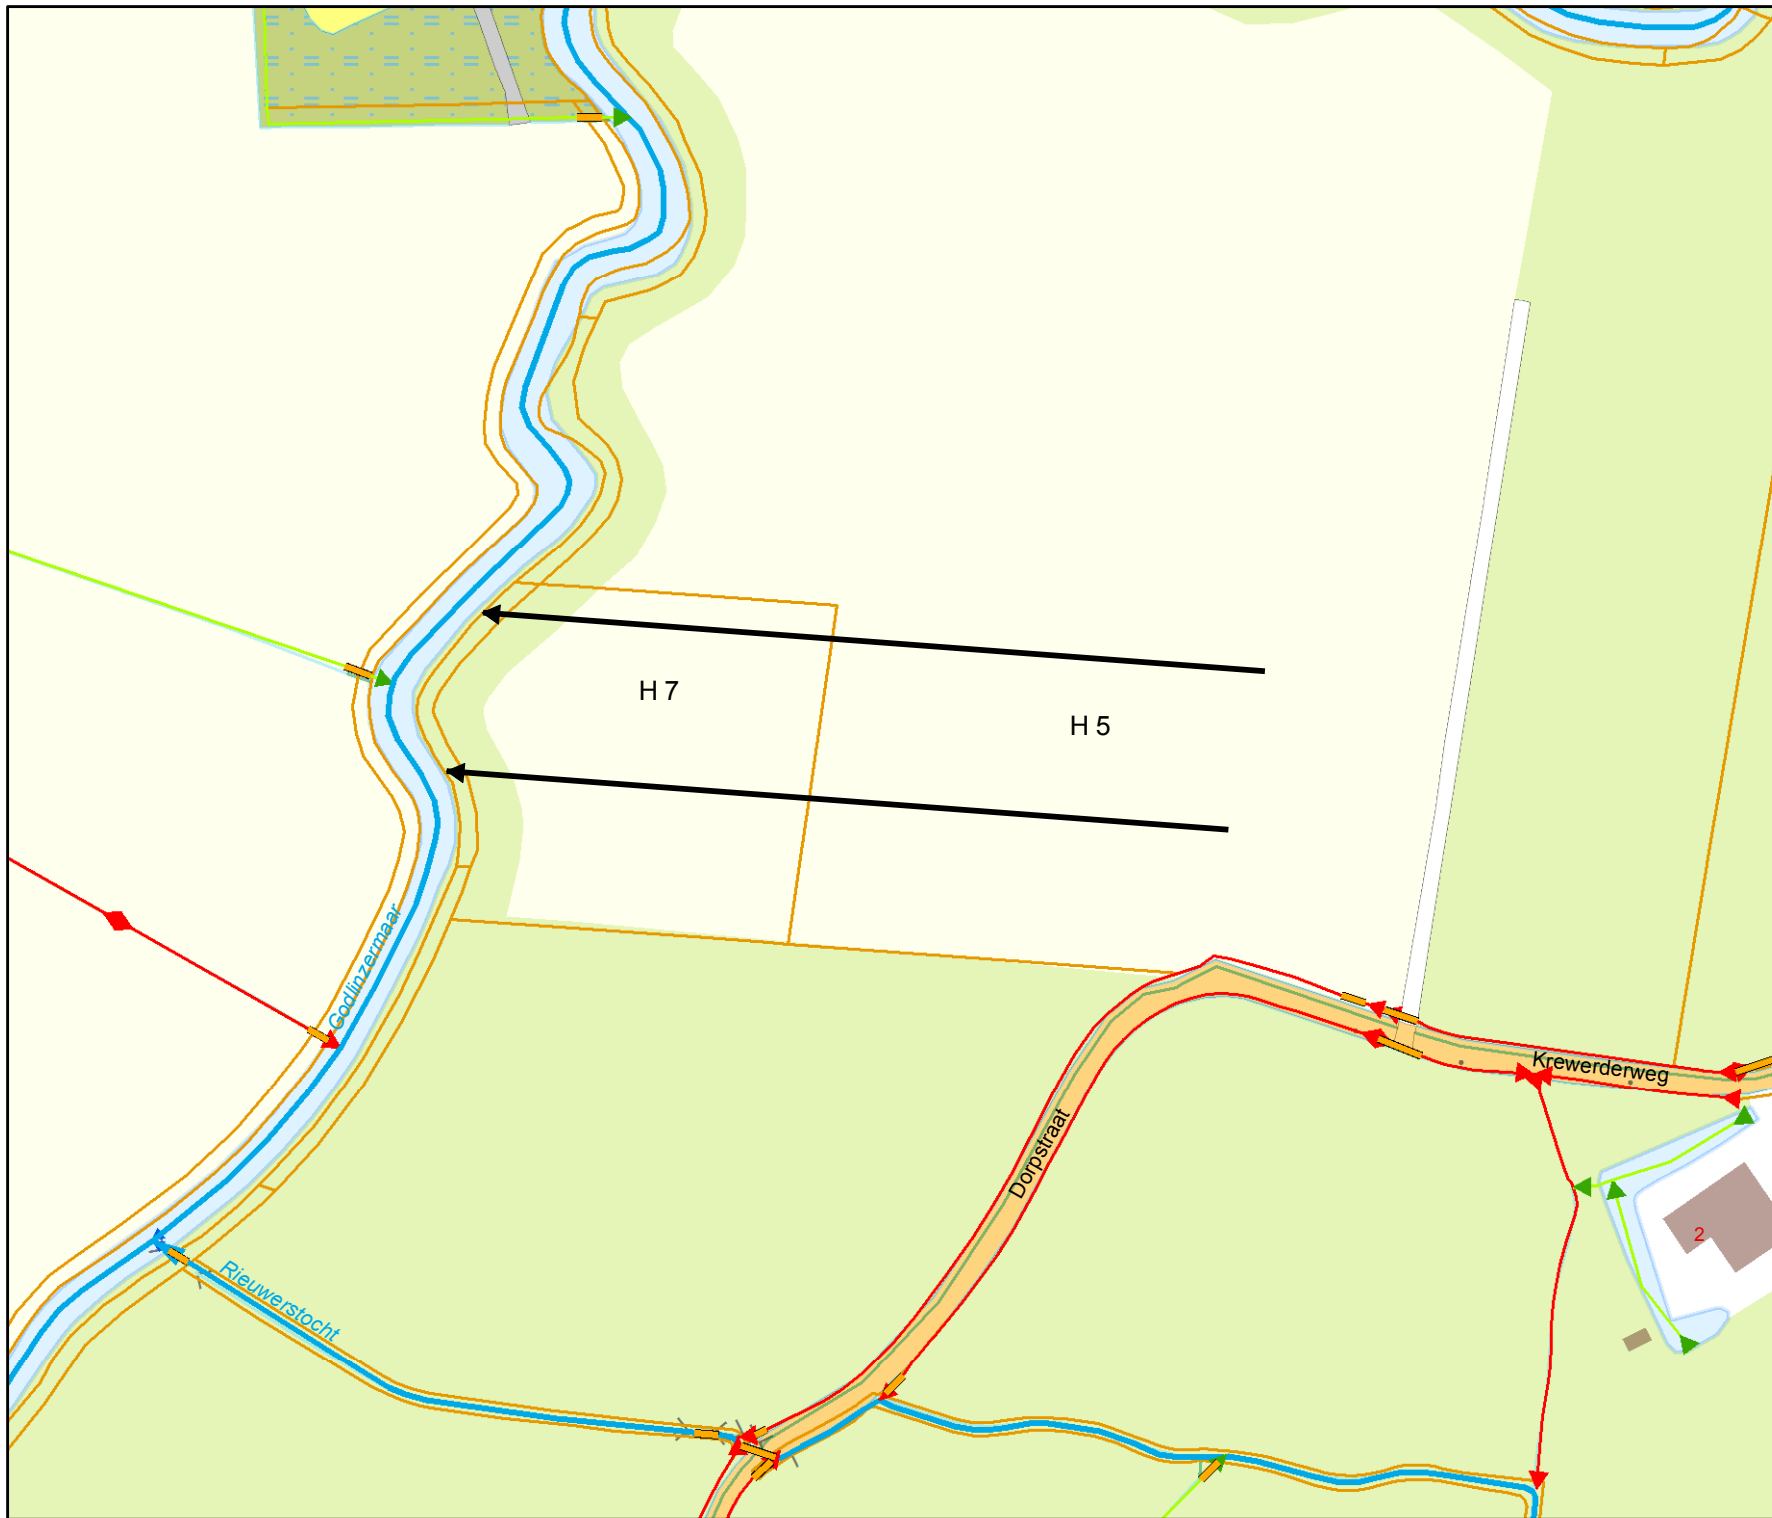 H 7
H 5
Godlinzermaar
Krewerderweg
Dorpstraat
2
Rieuwerstocht